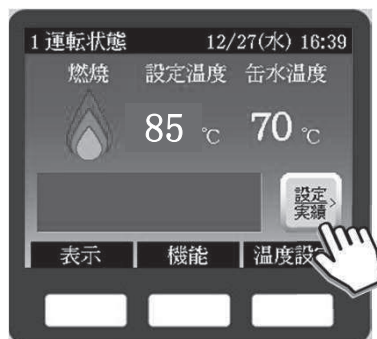 1 運転状態 12/27(水) 16:39
燃焼 設定温度 缶水温度
85 ℃ 70 ℃
設定
実績
表示 機能 温度設